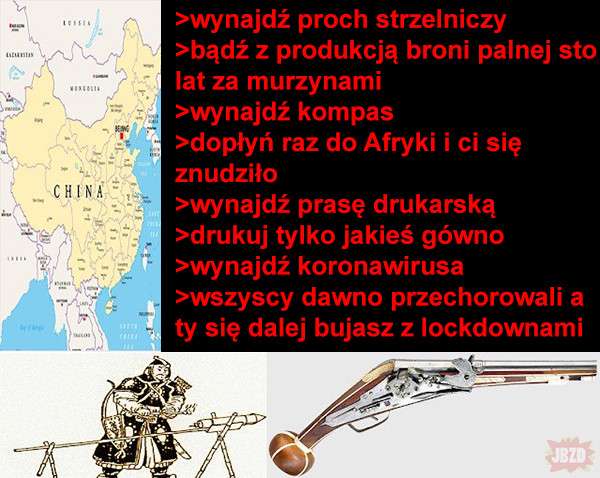 RUSSIA
KAZAKHSTAN
MONGOLIA
BEIJING
CHINA
INDIA
>wynajdź proch strzelniczy
>bądź z produkcją broni palnej sto
lat za murzynami
>wynajdź kompas
>dopłyń raz do Afryki i ci się
znudziło
>wynajdź prasę drukarską
>drukuj tylko jakieś gówno
>wynajdź koronawirusa
>wszyscy dawno przechorowali a
ty się dalej bujasz z lockdownami
JBZD